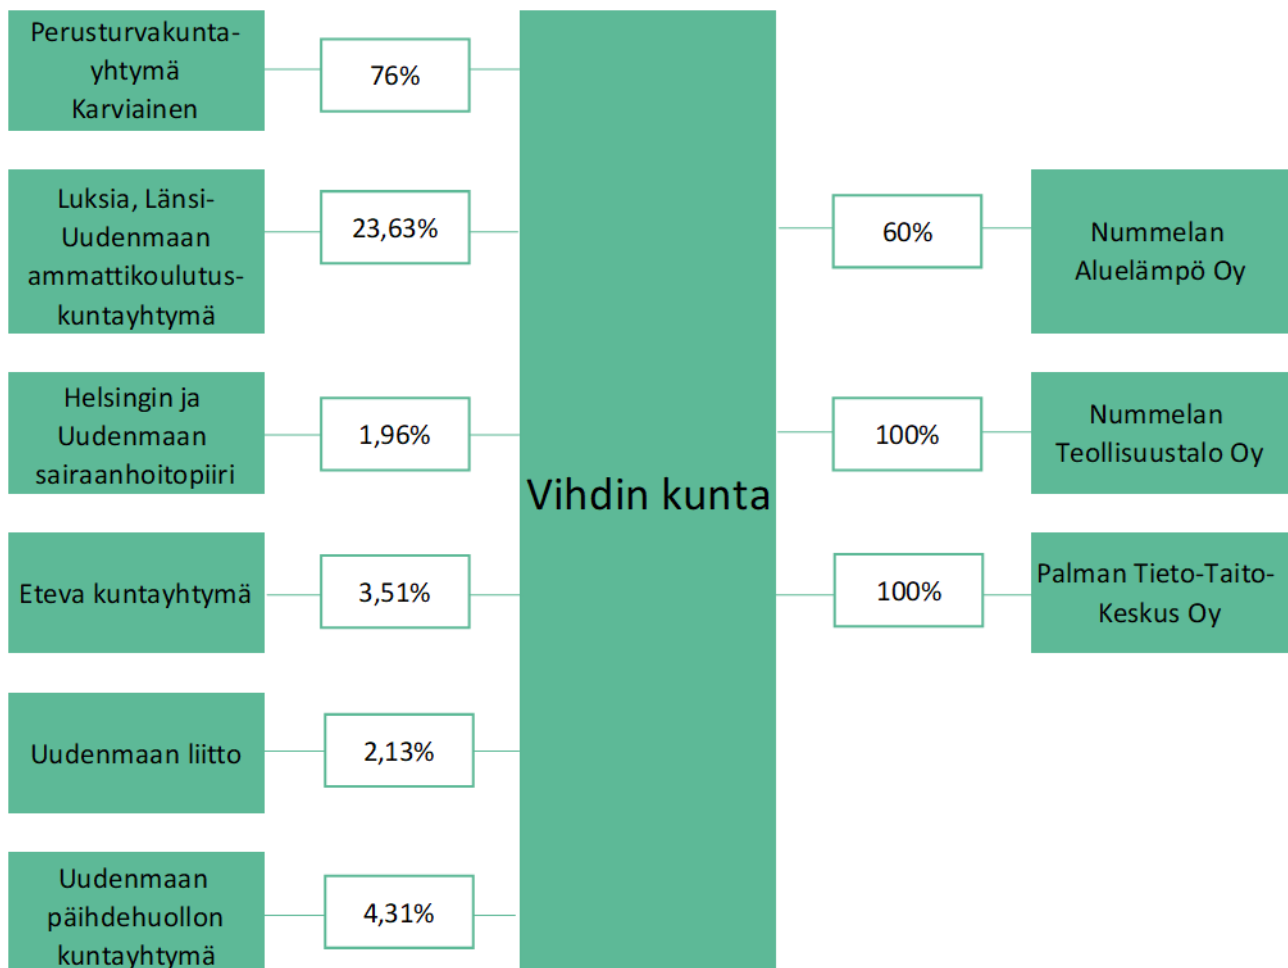 Perusturvakunta-
yhtymä
Karviainen
76%
Luksia, Länsi-
Uudenmaan
ammattikoulutus-
kuntayhtymä
23,63%
Helsingin ja
Uudenmaan
sairaanhoitopiiri
1,96%
Eteva kuntayhtymä
3,51%
Uudenmaan liitto
2,13%
Uudenmaan
päihdehuollon
kuntayhtymä
4,31%
Vihdin kunta
60%
Nummelan
Aluelämpö Oy
100%
Nummelan
Teollisuustalo Oy
100%
Palman Tieto-Taito-
Keskus Oy